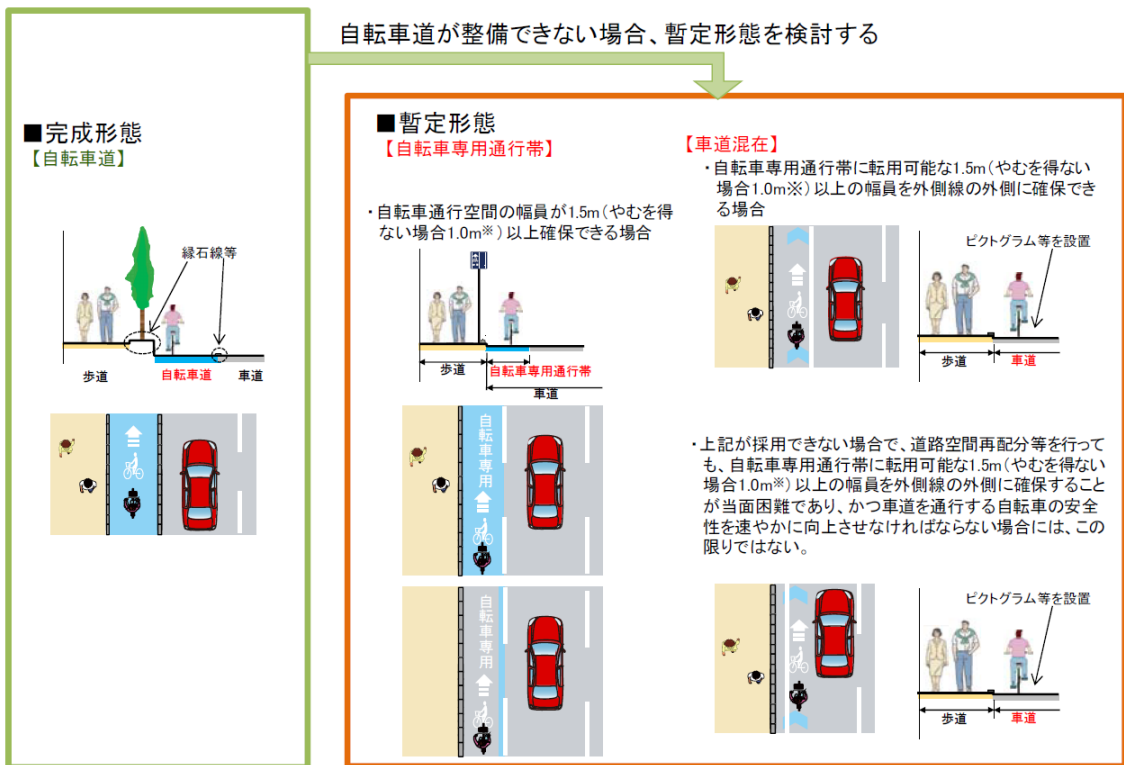 自転車道が整備できない場合、暫定形態を検討する
■完成形態
【自転車道】
縁石線等
歩道
自転車道
車道
■暫定形態
【自転車専用通行帯】
・自転車通行空間の幅員が1.5m(やむを得
ない場合1.0m※)以上確保できる場合
歩道
自転車専用通行帯
車道
自転車専用
自転車専用
【車道混在】
・自転車専用通行帯に転用可能な1.5m(やむを得ない
場合1.0m※)以上の幅員を外側線の外側に確保でき
る場合
ピクトグラム等を設置
歩道
車道
・上記が採用できない場合で、道路空間再配分等を行って
も、自転車専用通行帯に転用可能な1.5m(やむを得ない
場合1.0m※)以上の幅員を外側線の外側に確保すること
が当面困難であり、かつ車道を通行する自転車の安全
性を速やかに向上させなければならない場合には、この
限りではない。
ピクトグラム等を設置
歩道
車道